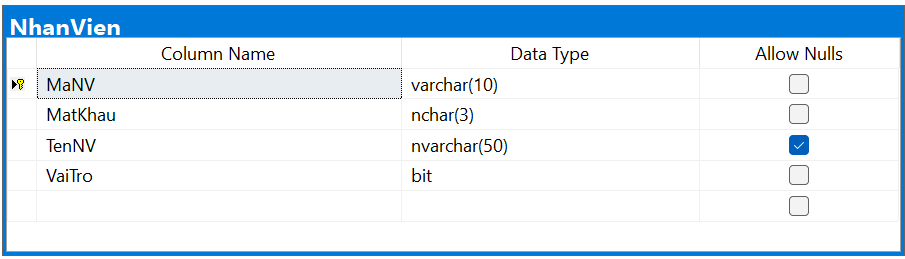 NhanVien
Column Name Data Type Allow Nulls
MaNV varchar(10)
MatKhau nchar(3)
TenNV nvarchar(50)
VaiTro bit